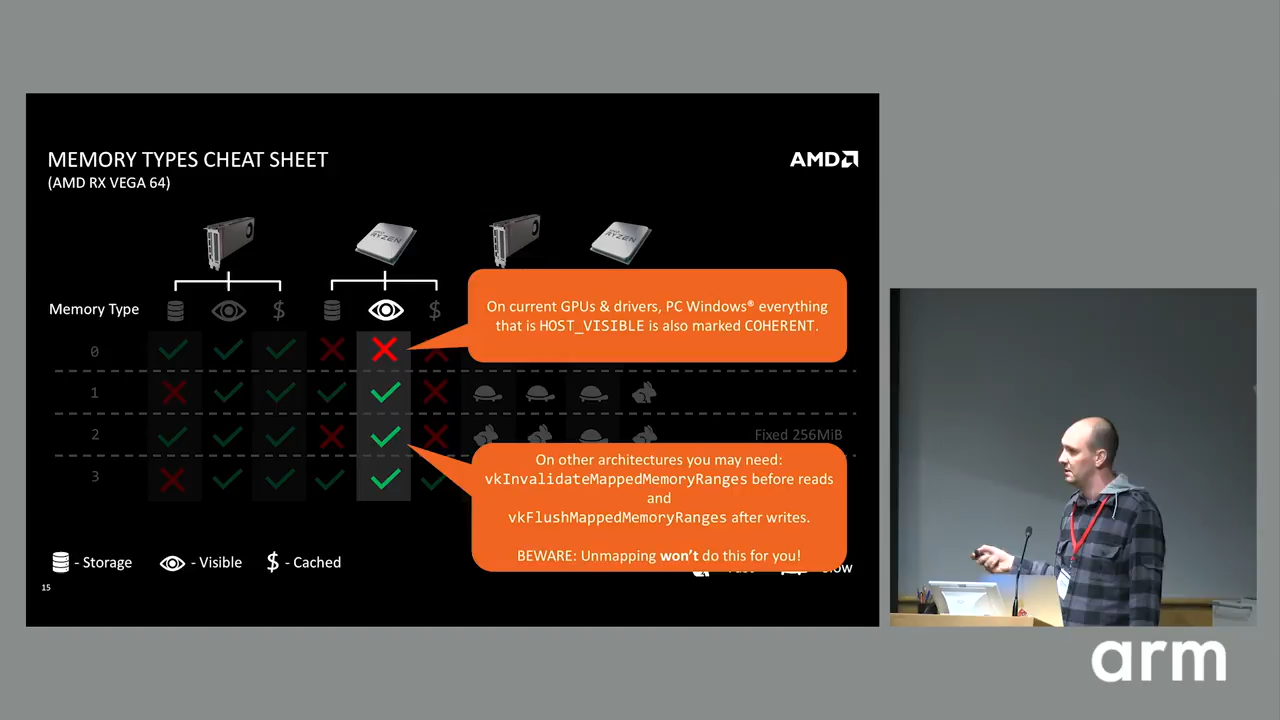 MEMORY TYPES CHEAT SHEET
AMD
(AMD RX VEGA 64)
RYZEN
RYZEN
Memory Type
$
$
On current GPUs & drivers, PC Windows® everything
that is HOST_VISIBLE is also marked COHERENT.
0
1
2
Fixed 256MiB
3
On other architectures you may need:
vkInvalidateMappedMemoryRanges before reads
and
vkFlushMappedMemoryRanges after writes.
BEWARE: Unmapping won't do this for you!
- Storage
- Visible
$ - Cached
15
arm